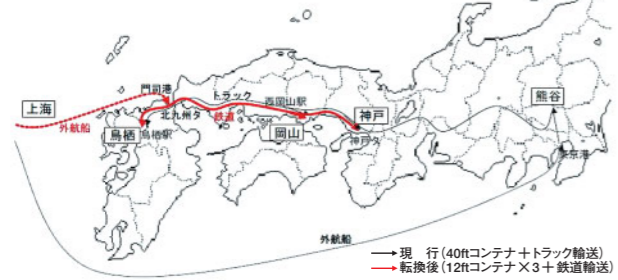 門司港
トラック
西岡山駅
熊谷
上海
神戸
北九州タ
鉄道
外航船
鳥栖
鳥栖駅
岡山
神戸タ
東京港
外航船
現　行(40ftコンテナ＋トラック輸送)
転換後(12ftコンテナ×3＋鉄道輸送)